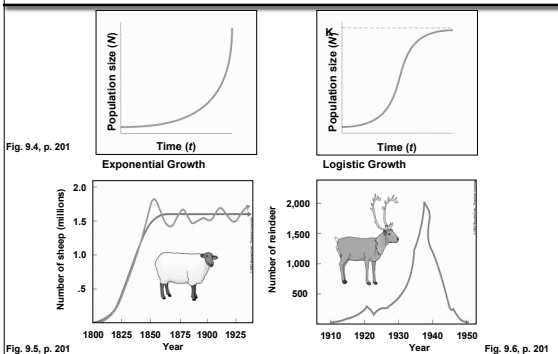 Population size (N)
Time (t)
Fig. 9.4, p. 201
Exponential Growth
K
Population size (N)
Time (t)
Logistic Growth
Number of sheep (millions)
2.0
1.5
1.0
.5
1800 1825 1850 1875 1900 1925
Year
Fig. 9.5, p. 201
Number of reindeer
2,000
1,500
1,000
500
1910 1920 1930 1940 1950
Year
Fig. 9.6, p. 201